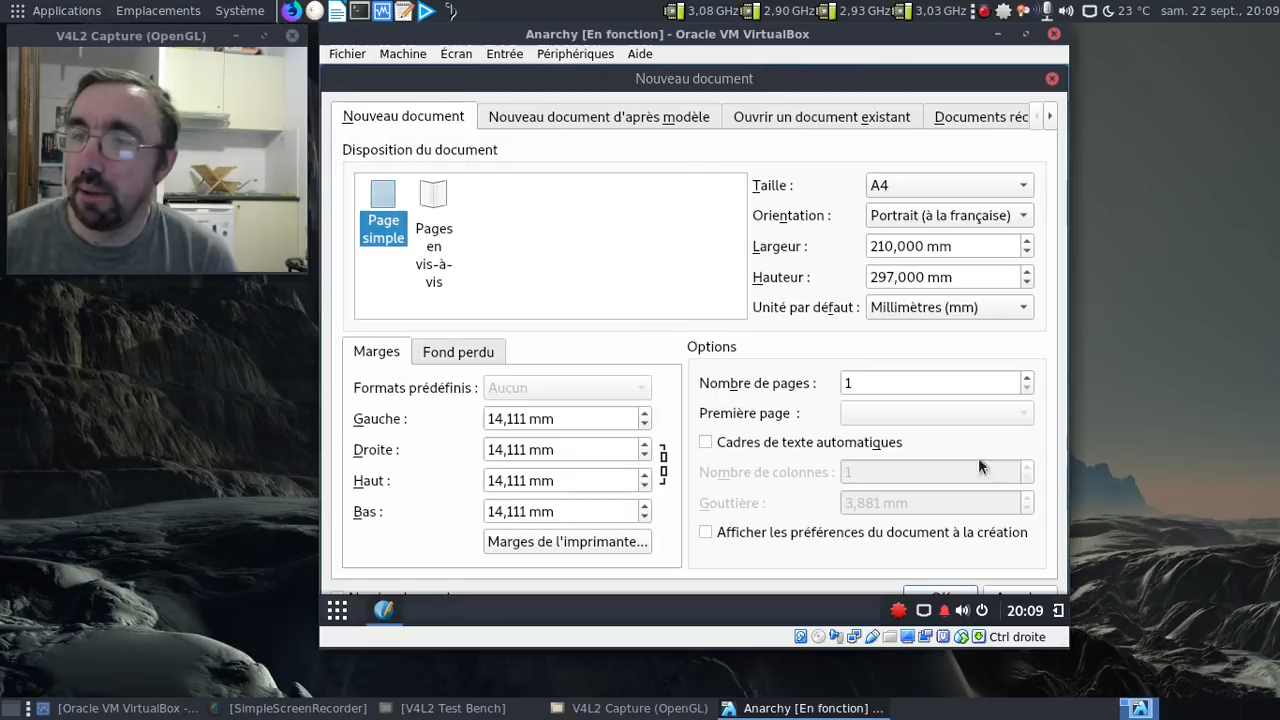 Applications Emplacements Système 3,08 GHz 2,90 GHz 2,93 GHz 3,03 GHz 23 °C sam. 22 sept., 20:09
V4L2 Capture (OpenGL)
Anarchy [En fonction] - Oracle VM VirtualBox
Fichier Machine Écran Entrée Périphériques Aide
Nouveau document
Nouveau document Nouveau document d'après modèle Ouvrir un document existant Documents réc
Disposition du document
Page simple
Pages en vis-à-vis
Taille : A4
Orientation : Portrait (à la française)
Largeur : 210,000 mm
Hauteur : 297,000 mm
Unité par défaut : Millimètres (mm)
Marges Fond perdu
Formats prédéfinis : Aucun
Gauche : 14,111 mm
Droite : 14,111 mm
Haut : 14,111 mm
Bas : 14,111 mm
Marges de l'imprimante...
Options
Nombre de pages : 1
Première page :
Cadres de texte automatiques
Nombre de colonnes : 1
Gouttière : 3,881 mm
Afficher les préférences du document à la création
20:09
Ctrl droite
[Oracle VM VirtualBox -... [SimpleScreenRecorder] [V4L2 Test Bench] V4L2 Capture (OpenGL) Anarchy [En fonction] ...